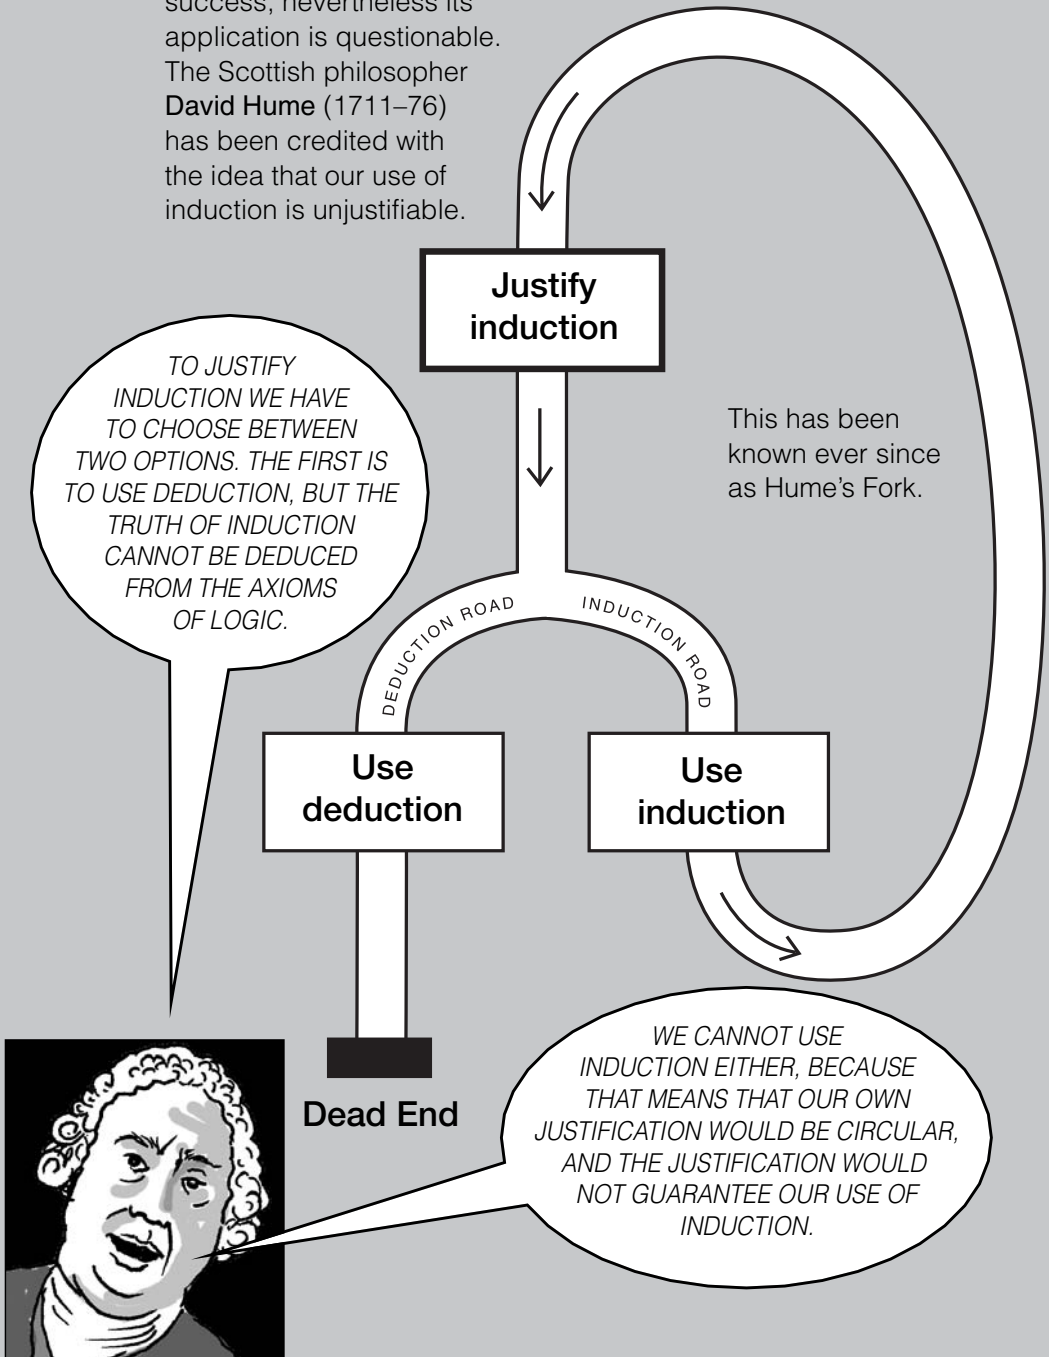 success, nevertheless its
application is questionable.
The Scottish philosopher
David Hume (1711–76)
has been credited with
the idea that our use of
induction is unjustifiable.
Justify
induction
TO JUSTIFY
INDUCTION WE HAVE
TO CHOOSE BETWEEN
TWO OPTIONS. THE FIRST IS
TO USE DEDUCTION, BUT THE
TRUTH OF INDUCTION
CANNOT BE DEDUCED
FROM THE AXIOMS
OF LOGIC.
This has been
known ever since
as Hume's Fork.
DEDUCTION ROAD
INDUCTION ROAD
Use
deduction
Use
induction
Dead End
WE CANNOT USE
INDUCTION EITHER, BECAUSE
THAT MEANS THAT OUR OWN
JUSTIFICATION WOULD BE CIRCULAR,
AND THE JUSTIFICATION WOULD
NOT GUARANTEE OUR USE OF
INDUCTION.